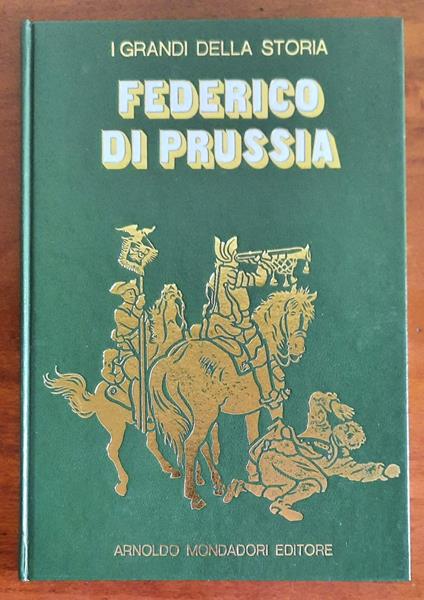 I GRANDI DELLA STORIA
FEDERICO
DI PRUSSIA
ARNOLDO MONDADORI EDITORE